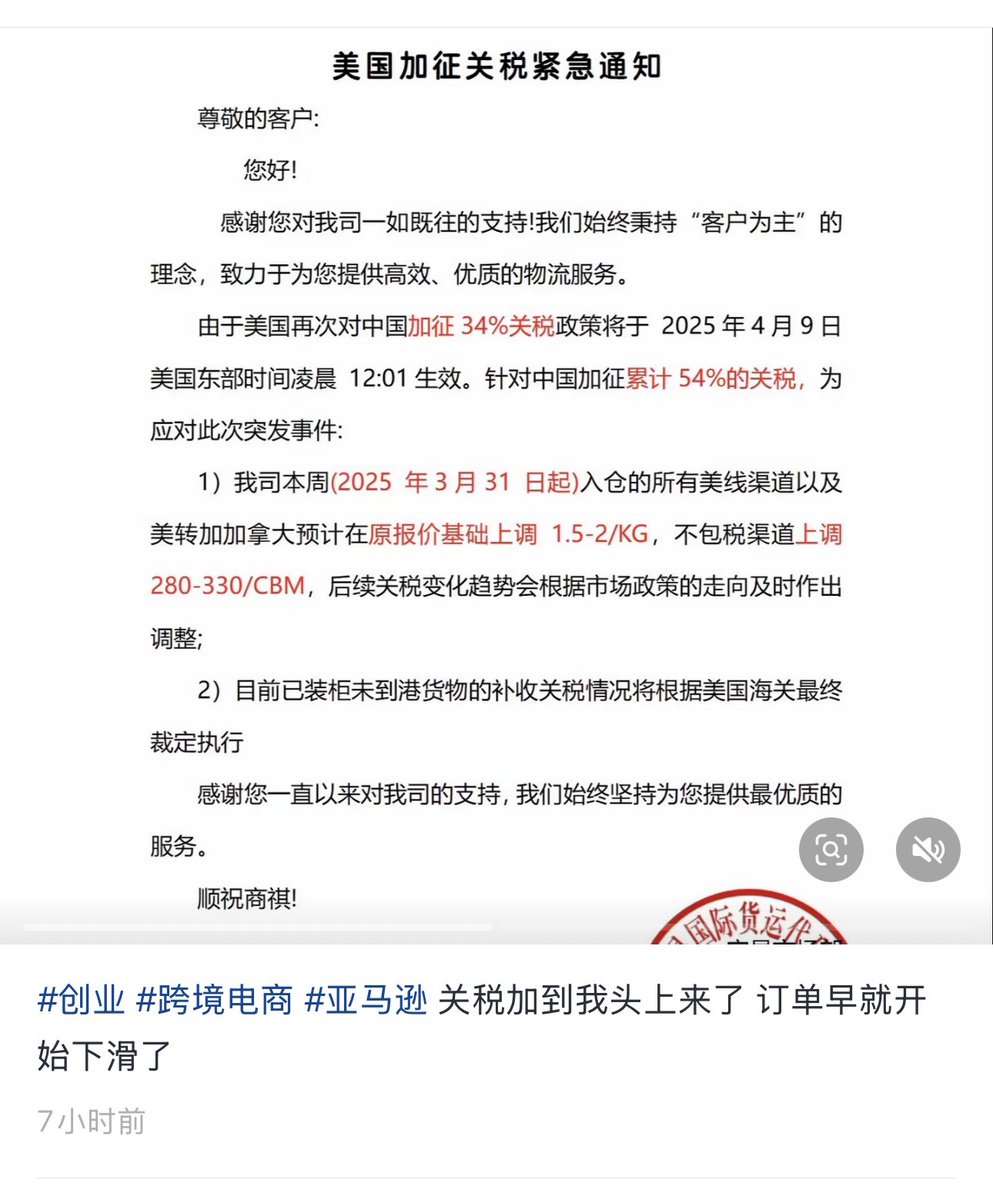 美国加征关税紧急通知
尊敬的客户:
您好!
感谢您对我司一如既往的支持!我们始终秉持“客户为主”的
理念，致力于为您提供高效、优质的物流服务。
由于美国再次对中国加征 34%关税政策将于 2025 年 4 月 9 日
美国东部时间凌晨 12:01 生效。针对中国加征累计 54%的关税，为
应对此次突发事件:
1）我司本周(2025 年 3 月 31 日起)入仓的所有美线渠道以及
美转加加拿大预计在原报价基础上调 1.5-2/KG，不包税渠道上调
280-330/CBM，后续关税变化趋势会根据市场政策的走向及时作出
调整;
2）目前已装柜未到港货物的补收关税情况将根据美国海关最终
裁定执行
感谢您一直以来对我司的支持,我们始终坚持为您提供最优质的
服务。
顺祝商祺!
国际货运代
#创业 #跨境电商 #亚马逊 关税加到我头上来了 订单早就开
始下滑了
7小时前